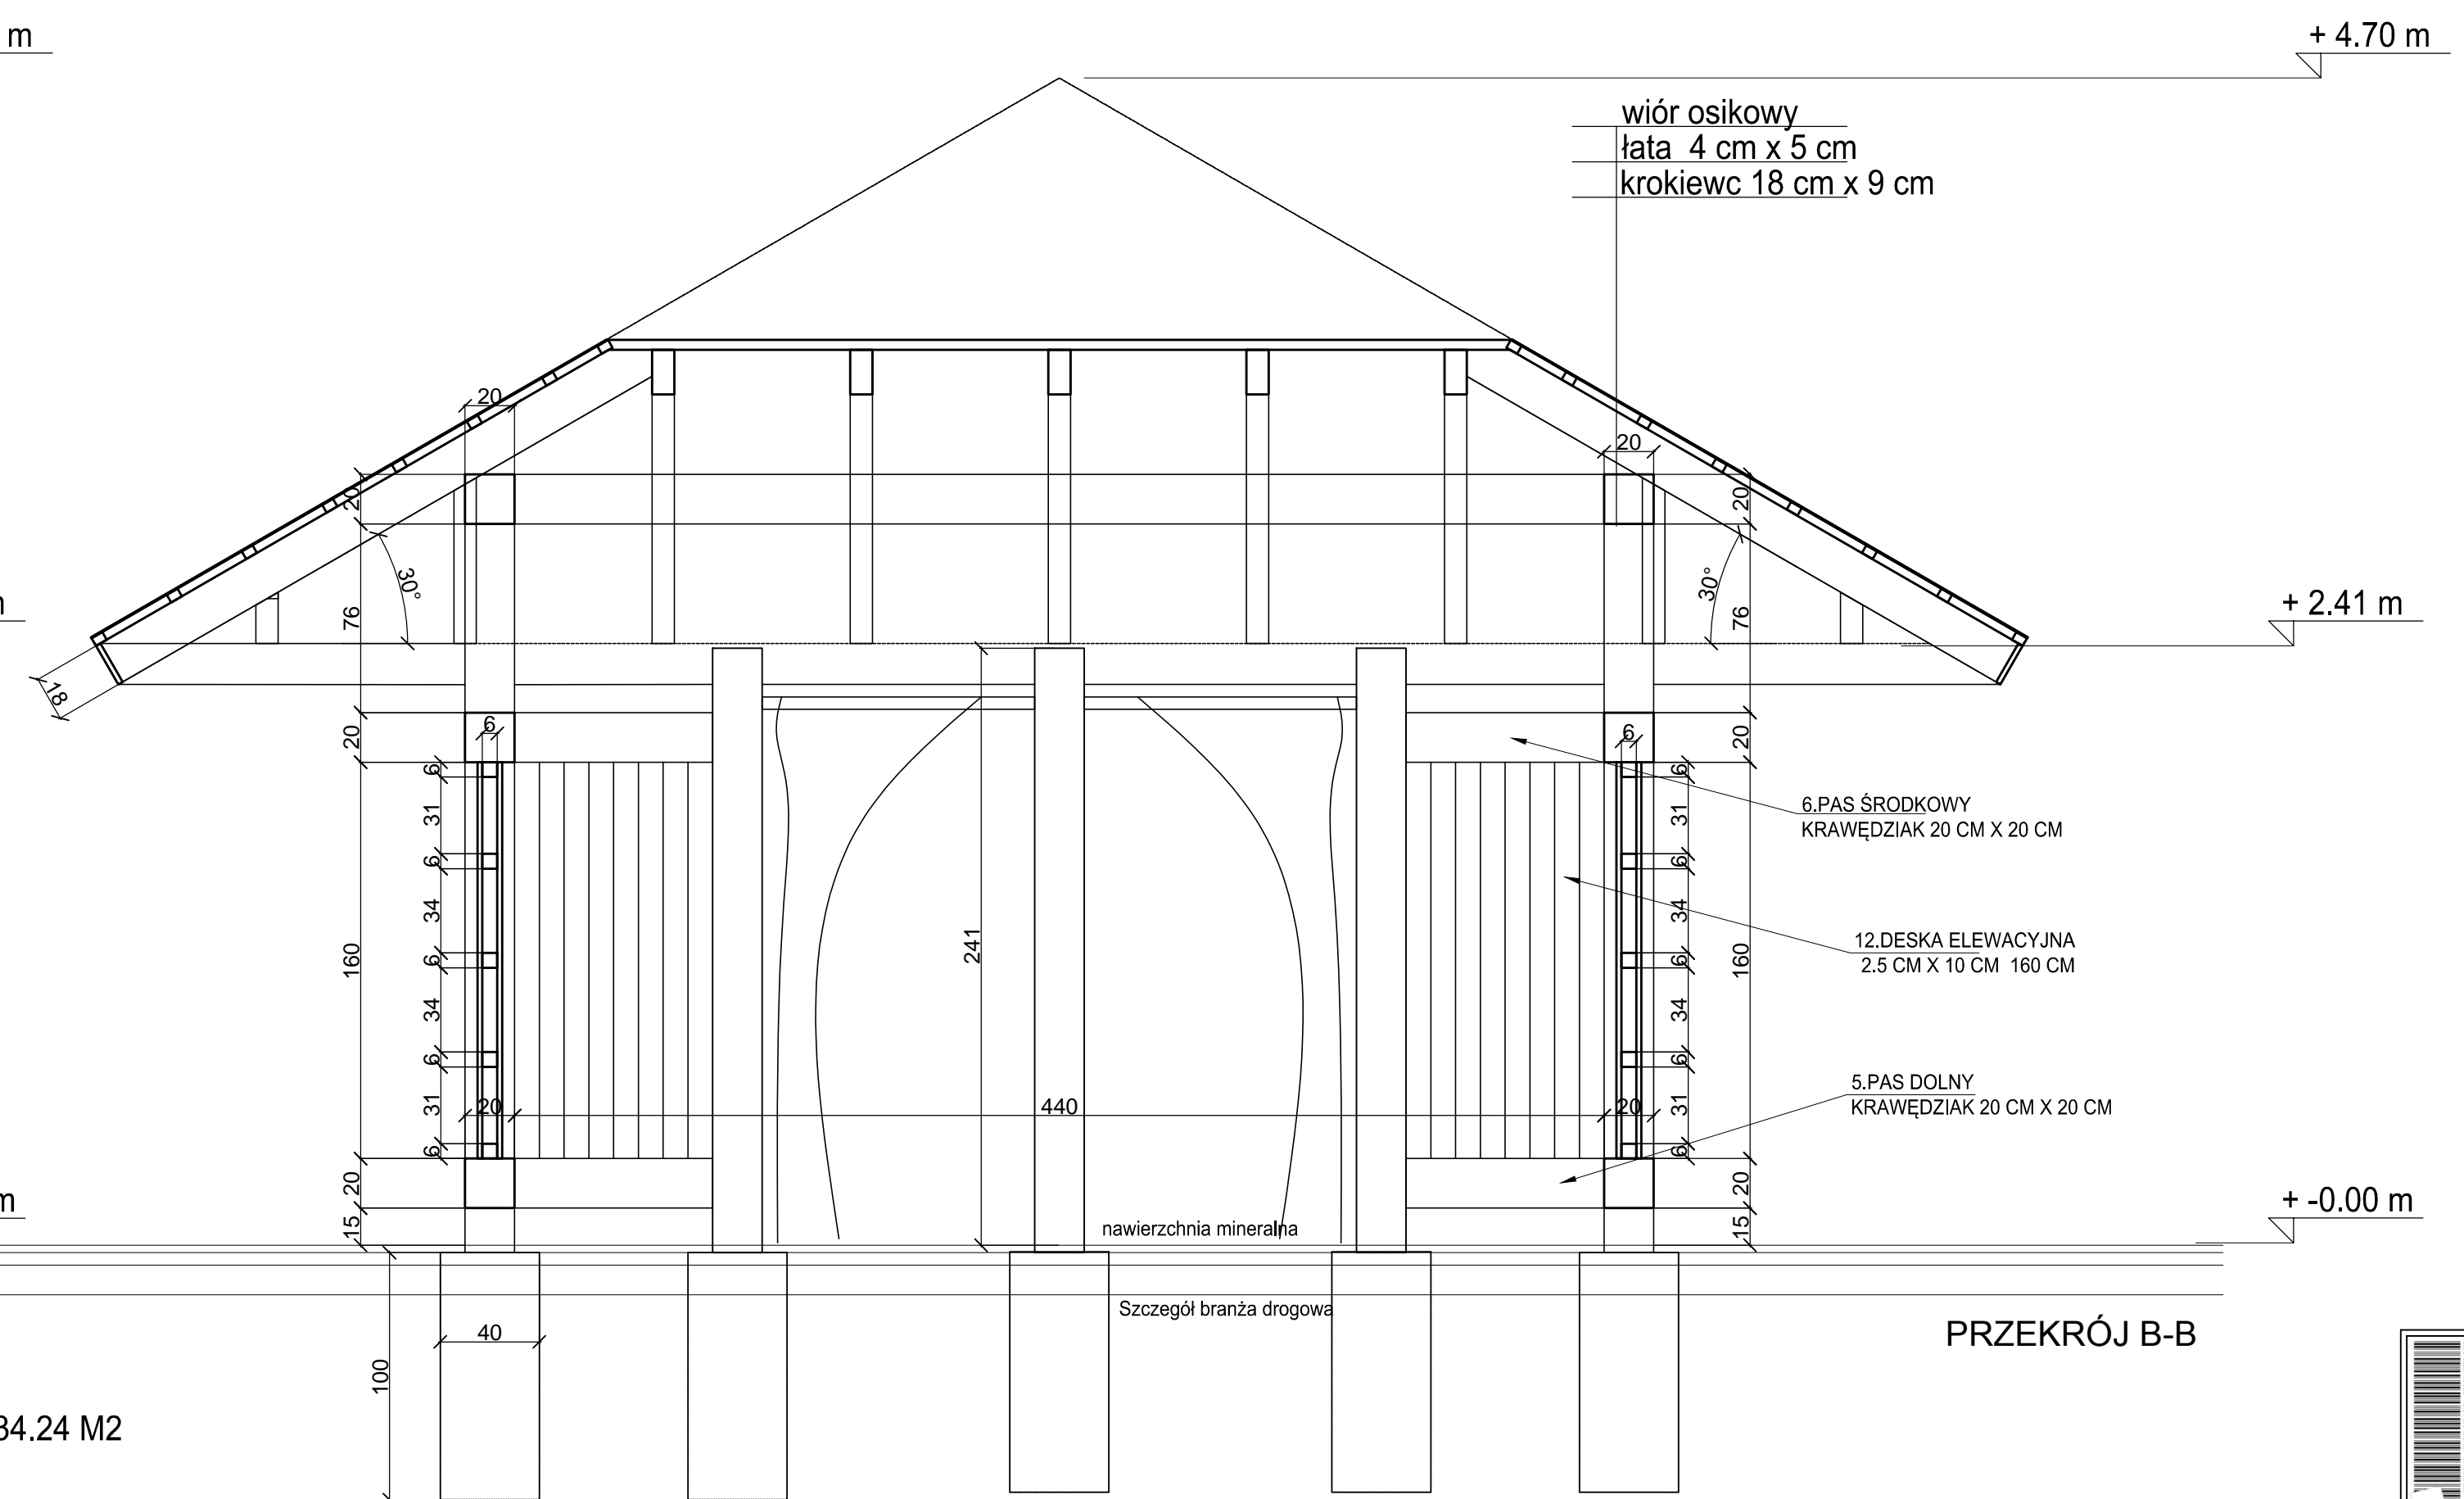 m
+ 4.70 m
wiór osikowy
łata 4 cm x 5 cm
krokiewc 18 cm x 9 cm
20
20
20
20
30°
30°
76
76
+ 2.41 m
18
20
6
6
20
6
6
31
31
6.PAS ŚRODKOWY
KRAWĘDZIAK 20 CM X 20 CM
6
6
34
34
160
241
160
12.DESKA ELEWACYJNA
2.5 CM X 10 CM 160 CM
6
6
34
34
6
6
5.PAS DOLNY
KRAWĘDZIAK 20 CM X 20 CM
31
20
440
20
31
6
6
20
20
m
+ -0.00 m
15
nawierzchnia mineralna
15
Szczegół branża drogowa
40
PRZEKRÓJ B-B
100
34.24 M2